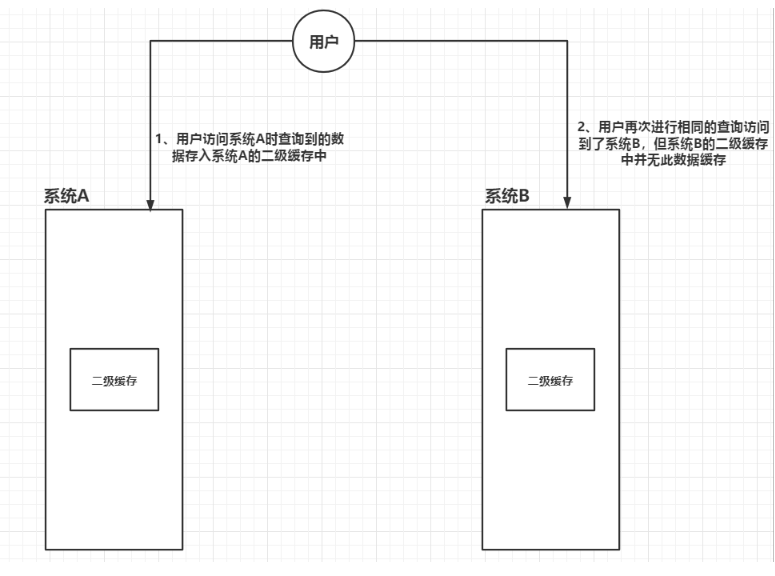 用户
1、用户访问系统A时查询到的数
据存入系统A的二级缓存中
2、用户再次进行相同的查询访问
到了系统B，但系统B的二级缓存
中并无此数据缓存
系统A
系统B
二级缓存
二级缓存